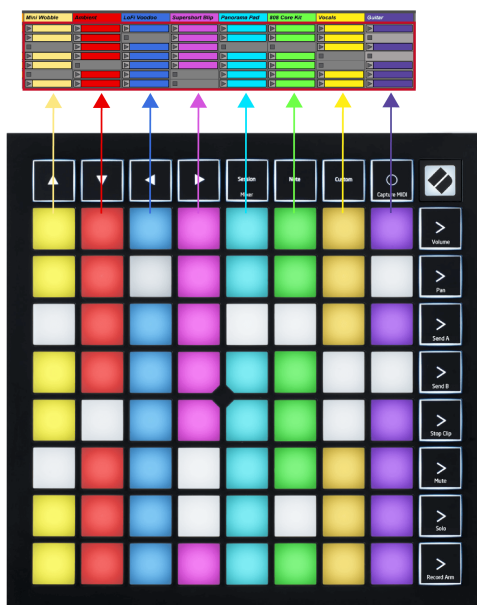 Mini Wobble
LoFi Voodoo
Supershort Blip
Panorama Pad
808 Core Kit
Vocals
Guitar
Session
Mixer
Note
Custom
Capture MIDI
Volume
Pan
Send A
Send B
Stop Clip
Mute
Solo
Record Arm